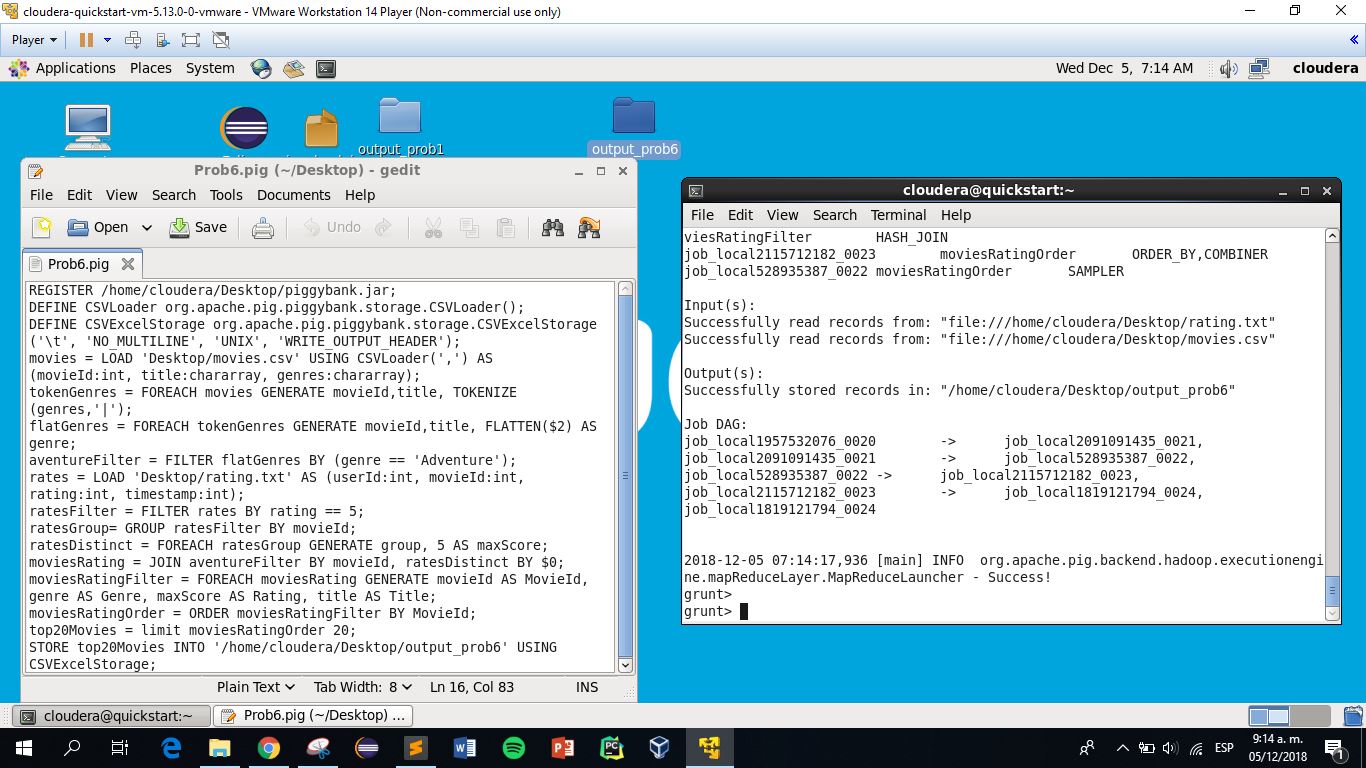 cloudera-quickstart-vm-5.13.0-0-vmware - VMware Workstation 14 Player (Non-commercial use only)
Player
Applications Places System
Wed Dec 5, 7:14 AM
cloudera
output_prob1
output_prob6
Prob6.pig (~/Desktop) - gedit
File Edit View Search Tools Documents Help
Open Save Undo
Prob6.pig
REGISTER /home/cloudera/Desktop/piggybank.jar;
DEFINE CSVLoader org.apache.pig.piggybank.storage.CSVLoader();
DEFINE CSVExcelStorage org.apache.pig.piggybank.storage.CSVExcelStorage
('\t', 'NO_MULTILINE', 'UNIX', 'WRITE_OUTPUT_HEADER');
movies = LOAD 'Desktop/movies.csv' USING CSVLoader(',') AS
(movieId:int, title:chararray, genres:chararray);
tokenGenres = FOREACH movies GENERATE movieId,title, TOKENIZE
(genres,'|');
flatGenres = FOREACH tokenGenres GENERATE movieId,title, FLATTEN($2) AS
genre;
aventureFilter = FILTER flatGenres BY (genre == 'Adventure');
rates = LOAD 'Desktop/rating.txt' AS (userId:int, movieId:int,
rating:int, timestamp:int);
ratesFilter = FILTER rates BY rating == 5;
ratesGroup= GROUP ratesFilter BY movieId;
ratesDistinct = FOREACH ratesGroup GENERATE group, 5 AS maxScore;
moviesRating = JOIN aventureFilter BY movieId, ratesDistinct BY $0;
moviesRatingFilter = FOREACH moviesRating GENERATE movieId AS MovieId,
genre AS Genre, maxScore AS Rating, title AS Title;
moviesRatingOrder = ORDER moviesRatingFilter BY MovieId;
top20Movies = limit moviesRatingOrder 20;
STORE top20Movies INTO '/home/cloudera/Desktop/output_prob6' USING
CSVExcelStorage;
Plain Text Tab Width: 8 Ln 16, Col 83 INS
cloudera@quickstart:~
File Edit View Search Terminal Help
viesRatingFilter HASH_JOIN
job_local2115712182_0023 moviesRatingOrder ORDER_BY,COMBINER
job_local528935387_0022 moviesRatingOrder SAMPLER
Input(s):
Successfully read records from: "file:///home/cloudera/Desktop/rating.txt"
Successfully read records from: "file:///home/cloudera/Desktop/movies.csv"
Output(s):
Successfully stored records in: "/home/cloudera/Desktop/output_prob6"
Job DAG:
job_local1957532076_0020 -> job_local2091091435_0021,
job_local2091091435_0021 -> job_local528935387_0022,
job_local528935387_0022 -> job_local2115712182_0023,
job_local2115712182_0023 -> job_local1819121794_0024,
job_local1819121794_0024
2018-12-05 07:14:17,936 [main] INFO org.apache.pig.backend.hadoop.executionengi
ne.mapReduceLayer.MapReduceLauncher - Success!
grunt>
grunt>
cloudera@quickstart:~
Prob6.pig (~/Desktop) ...
ESP
9:14 a. m.
05/12/2018